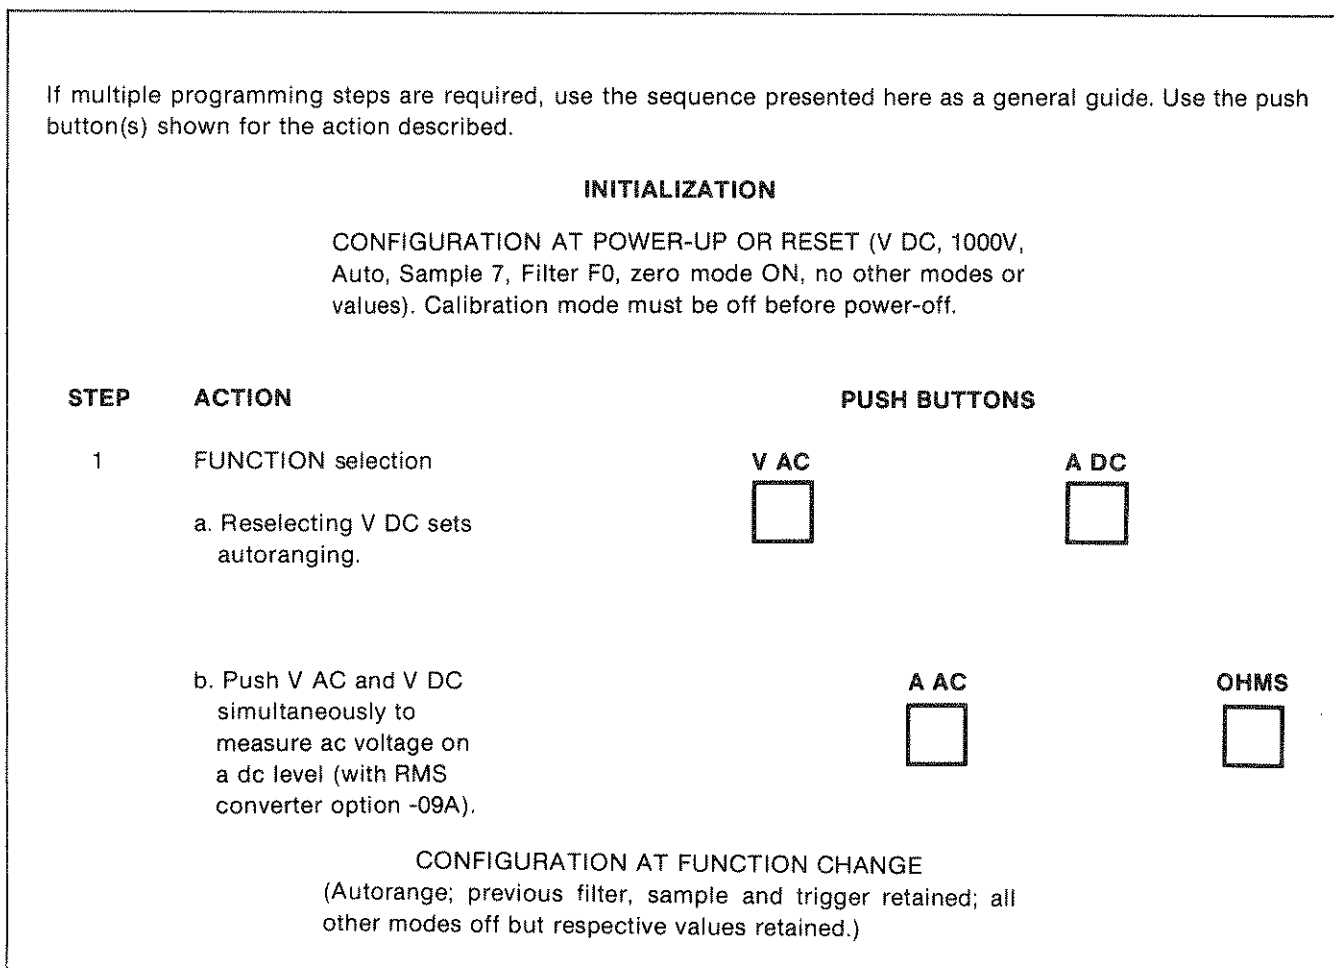 If multiple programming steps are required, use the sequence presented here as a general guide. Use the push
button(s) shown for the action described.
INITIALIZATION
CONFIGURATION AT POWER-UP OR RESET (V DC, 1000V,
Auto, Sample 7, Filter F0, zero mode ON, no other modes or
values). Calibration mode must be off before power-off.
STEP ACTION PUSH BUTTONS
1 FUNCTION selection V AC A DC
a. Reselecting V DC sets
autoranging.
b. Push V AC and V DC A AC OHMS
simultaneously to
measure ac voltage on
a dc level (with RMS
converter option -09A).
CONFIGURATION AT FUNCTION CHANGE
(Autorange; previous filter, sample and trigger retained; all
other modes off but respective values retained.)